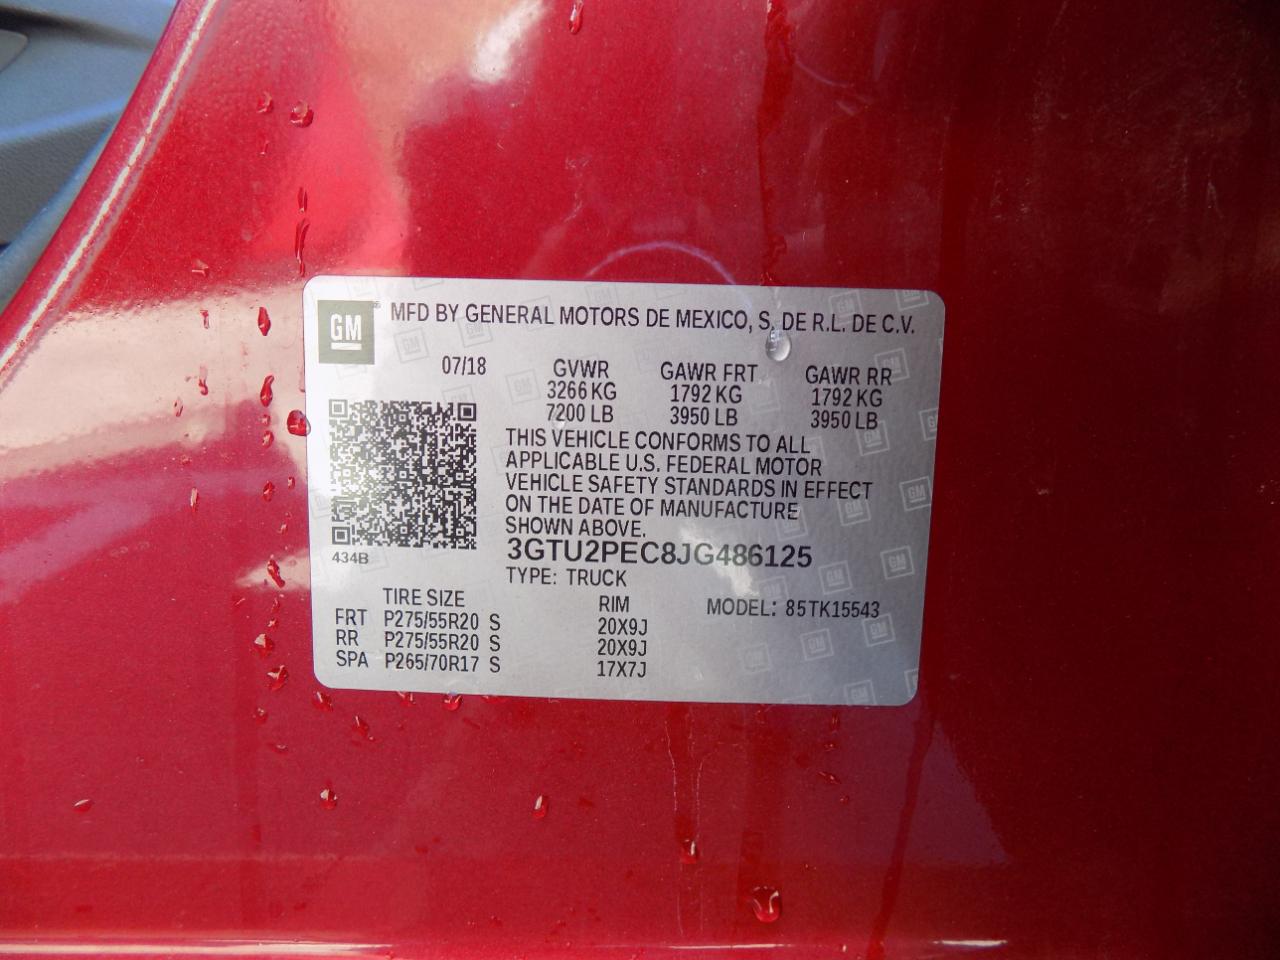 GM® MFD BY GENERAL MOTORS DE MEXICO, S. DE R.L. DE C.V.
07/18 GVWR GAWR FRT GAWR RR
3266 KG 1792 KG 1792 KG
7200 LB 3950 LB 3950 LB
THIS VEHICLE CONFORMS TO ALL
APPLICABLE U.S. FEDERAL MOTOR
VEHICLE SAFETY STANDARDS IN EFFECT
ON THE DATE OF MANUFACTURE
SHOWN ABOVE.
434B
3GTU2PEC8JG486125
TYPE: TRUCK
TIRE SIZE RIM MODEL: 85TK15543
FRT P275/55R20 S 20X9J
RR P275/55R20 S 20X9J
SPA P265/70R17 S 17X7J